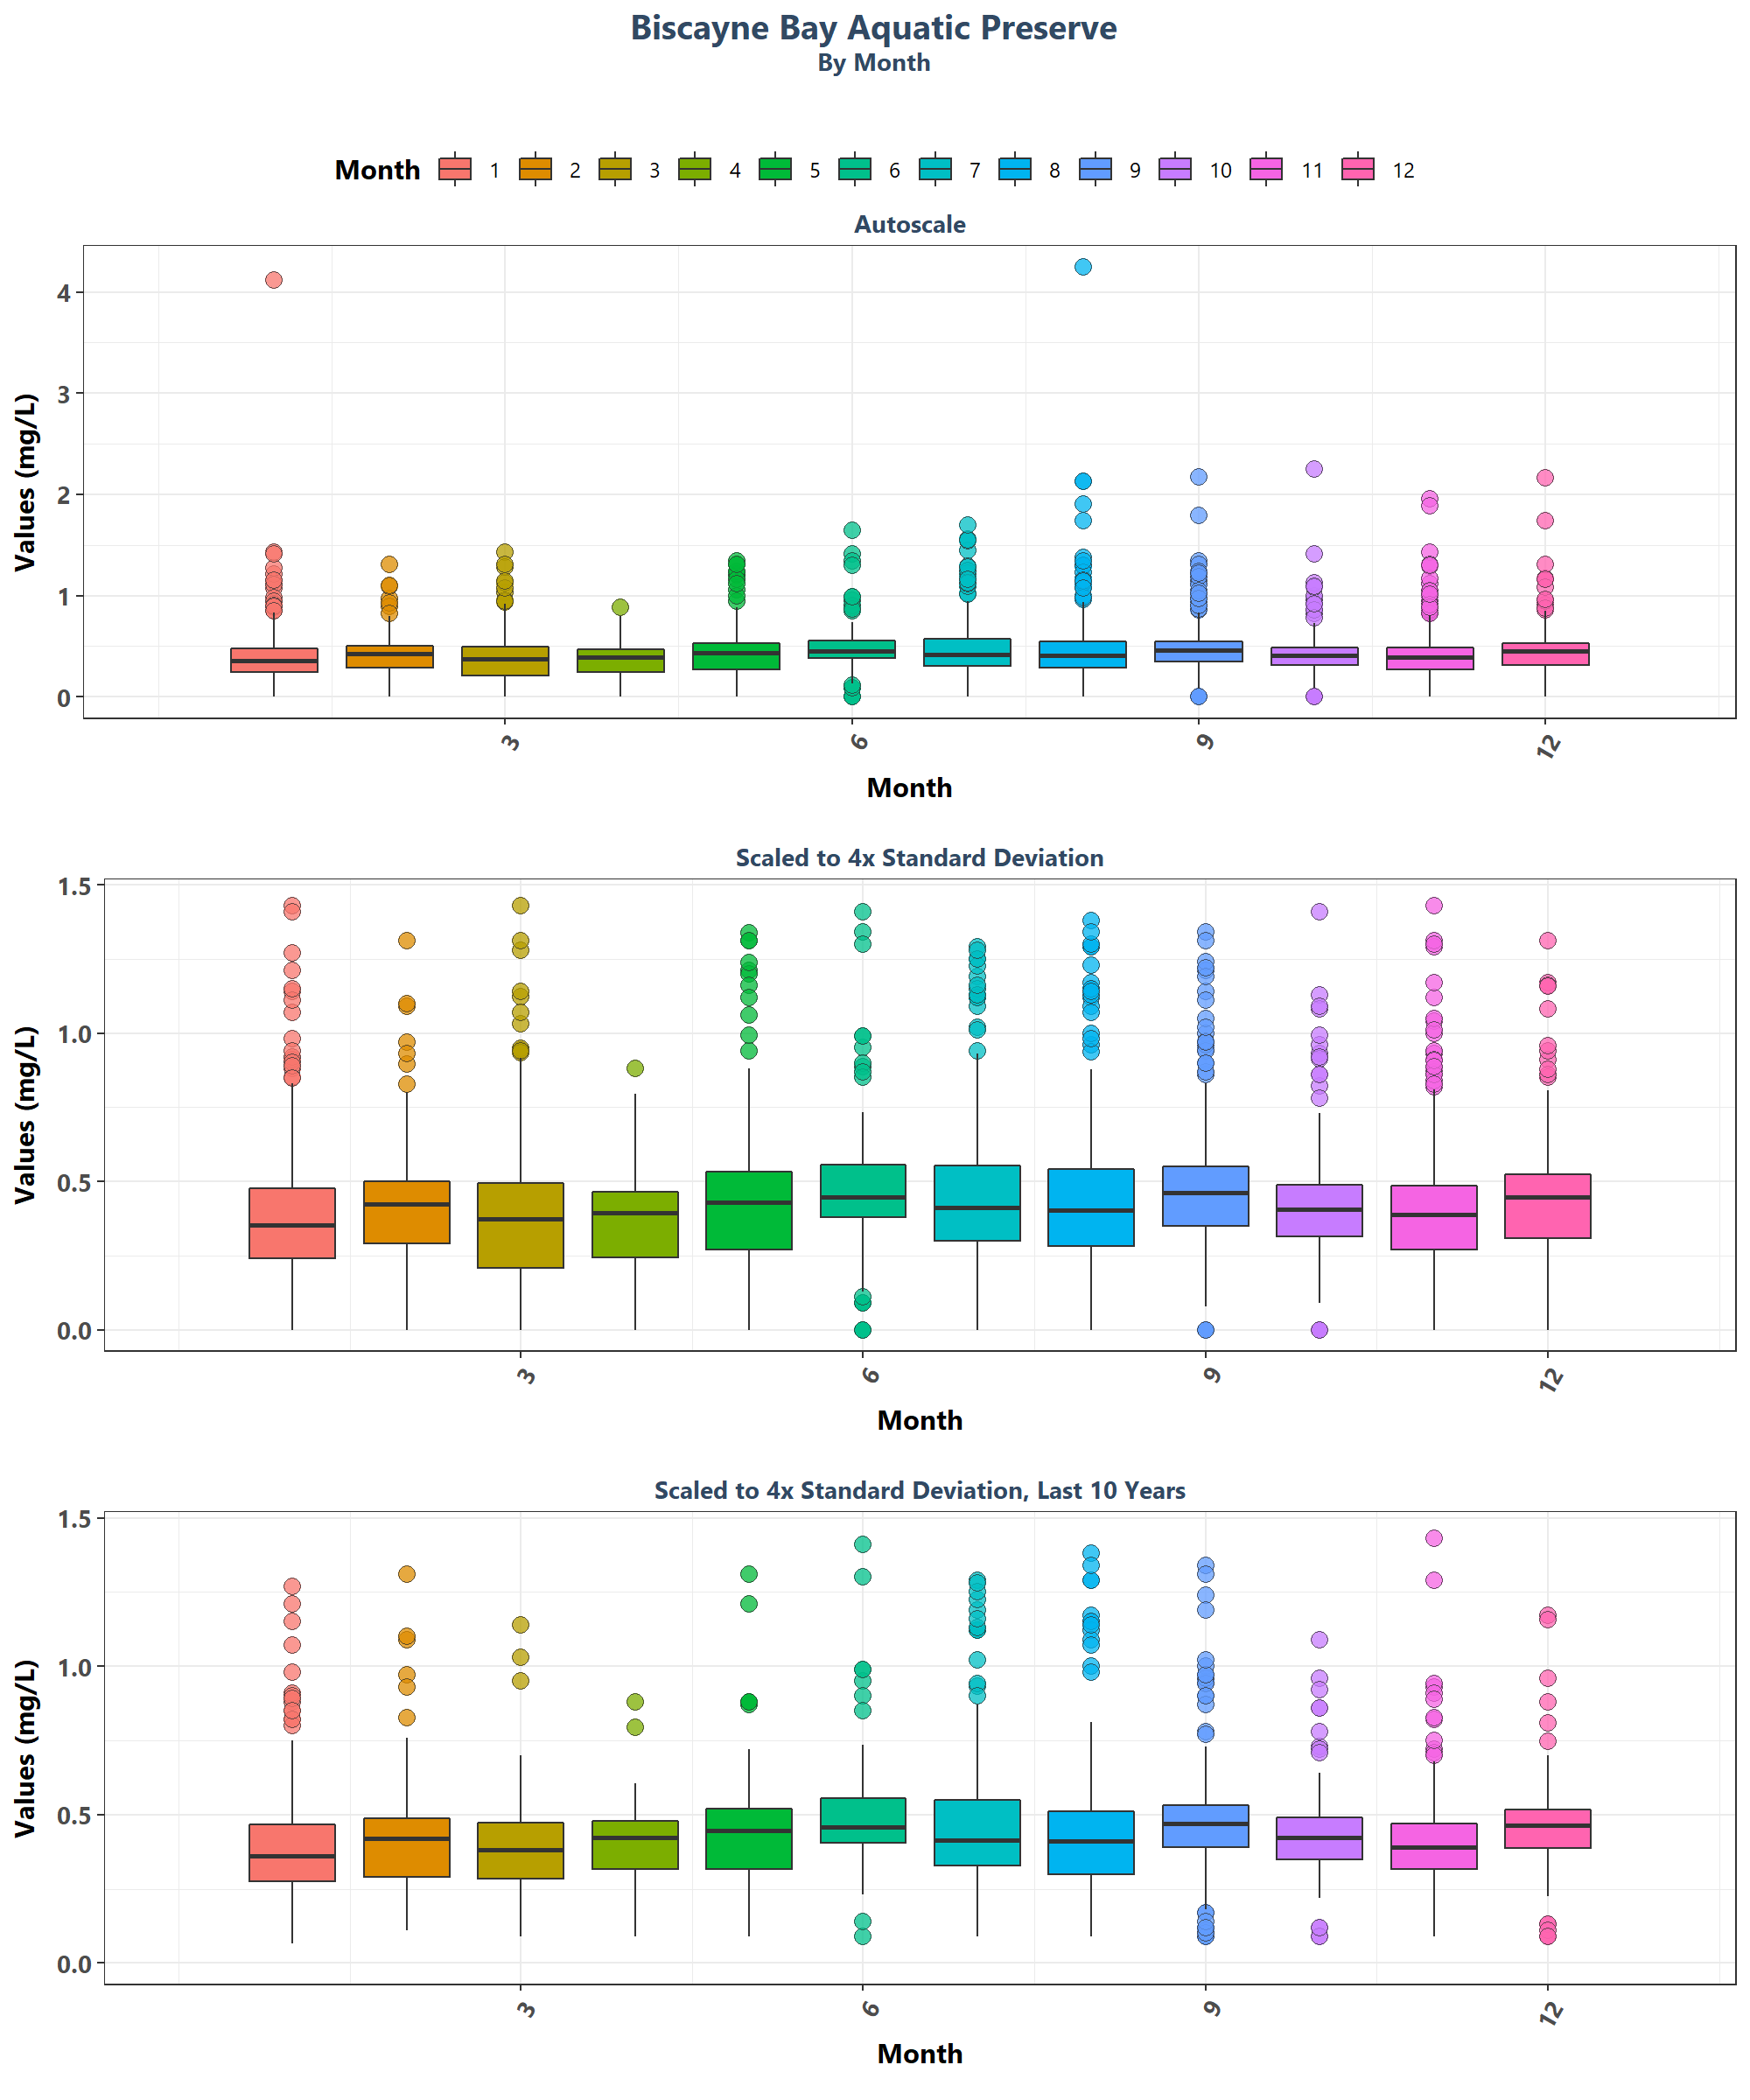 Biscayne Bay Aquatic Preserve
By Month
Month 1 2 3 4 5 6 7 8 9 10 11 12
Autoscale
Values (mg/L)
4
3
2
1
0
3 6 9 12
Month
Scaled to 4x Standard Deviation
Values (mg/L)
1.5
1.0
0.5
0.0
3 6 9 12
Month
Scaled to 4x Standard Deviation, Last 10 Years
Values (mg/L)
1.5
1.0
0.5
0.0
3 6 9 12
Month